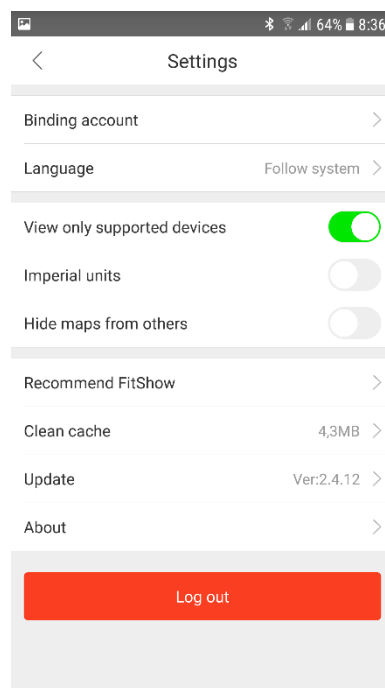 64% 8:36
Settings
Binding account
Language Follow system
View only supported devices
Imperial units
Hide maps from others
Recommend FitShow
Clean cache 4,3MB
Update Ver:2.4.12
About
Log out